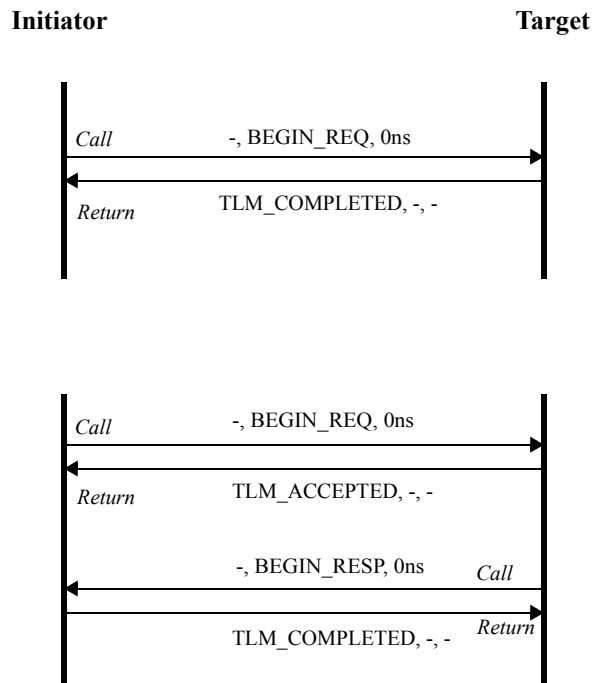 Initiator Target
Call -, BEGIN_REQ, 0ns
Return TLM_COMPLETED, -, -
Call -, BEGIN_REQ, 0ns
Return TLM_ACCEPTED, -, -
-, BEGIN_RESP, 0ns Call
TLM_COMPLETED, -, - Return